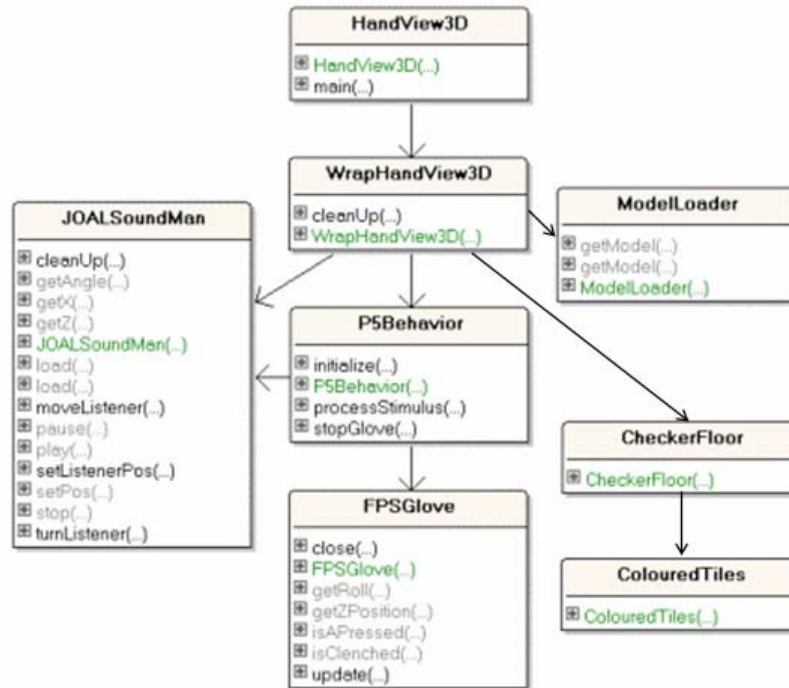 HandView3D
HandView3D(...)
main(...)
WrapHandView3D
cleanUp(...)
WrapHandView3D(...)
JOALSoundMan
cleanUp(...)
getAngle(...)
getX(...)
getZ(...)
JOALSoundMan(...)
load(...)
load(...)
moveListener(...)
pause(...)
play(...)
setListenerPos(...)
setPos(...)
stop(...)
turnListener(...)
ModelLoader
getModel(...)
getModel(...)
ModelLoader(...)
P5Behavior
initialize(...)
P5Behavior(...)
processStimulus(...)
stopGlove(...)
CheckerFloor
CheckerFloor(...)
FPSGlove
close(...)
FPSGlove(...)
getRoll(...)
getZPosition(...)
isAPressed(...)
isClenched(...)
update(...)
ColouredTiles
ColouredTiles(...)